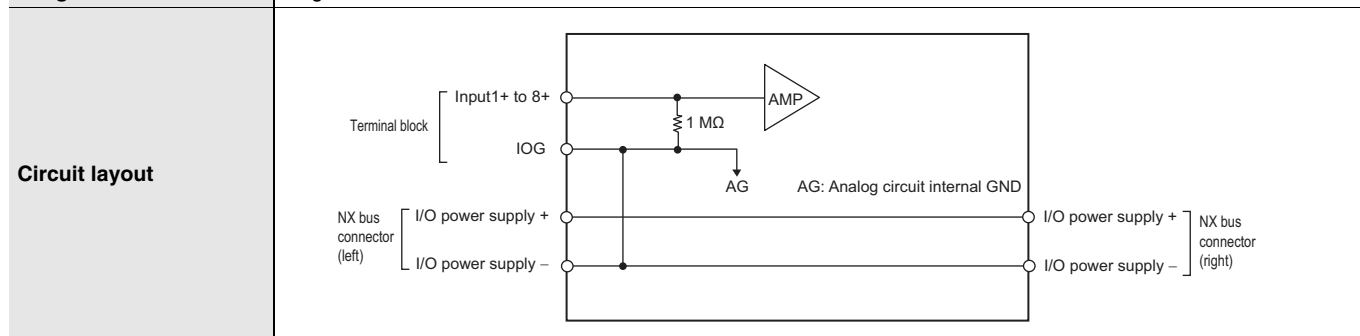 Circuit layout
Input1+ to 8+
Terminal block
IOG
AMP
1 MΩ
AG
AG: Analog circuit internal GND
NX bus
connector
(left)
I/O power supply +
I/O power supply −
I/O power supply +
I/O power supply −
NX bus
connector
(right)